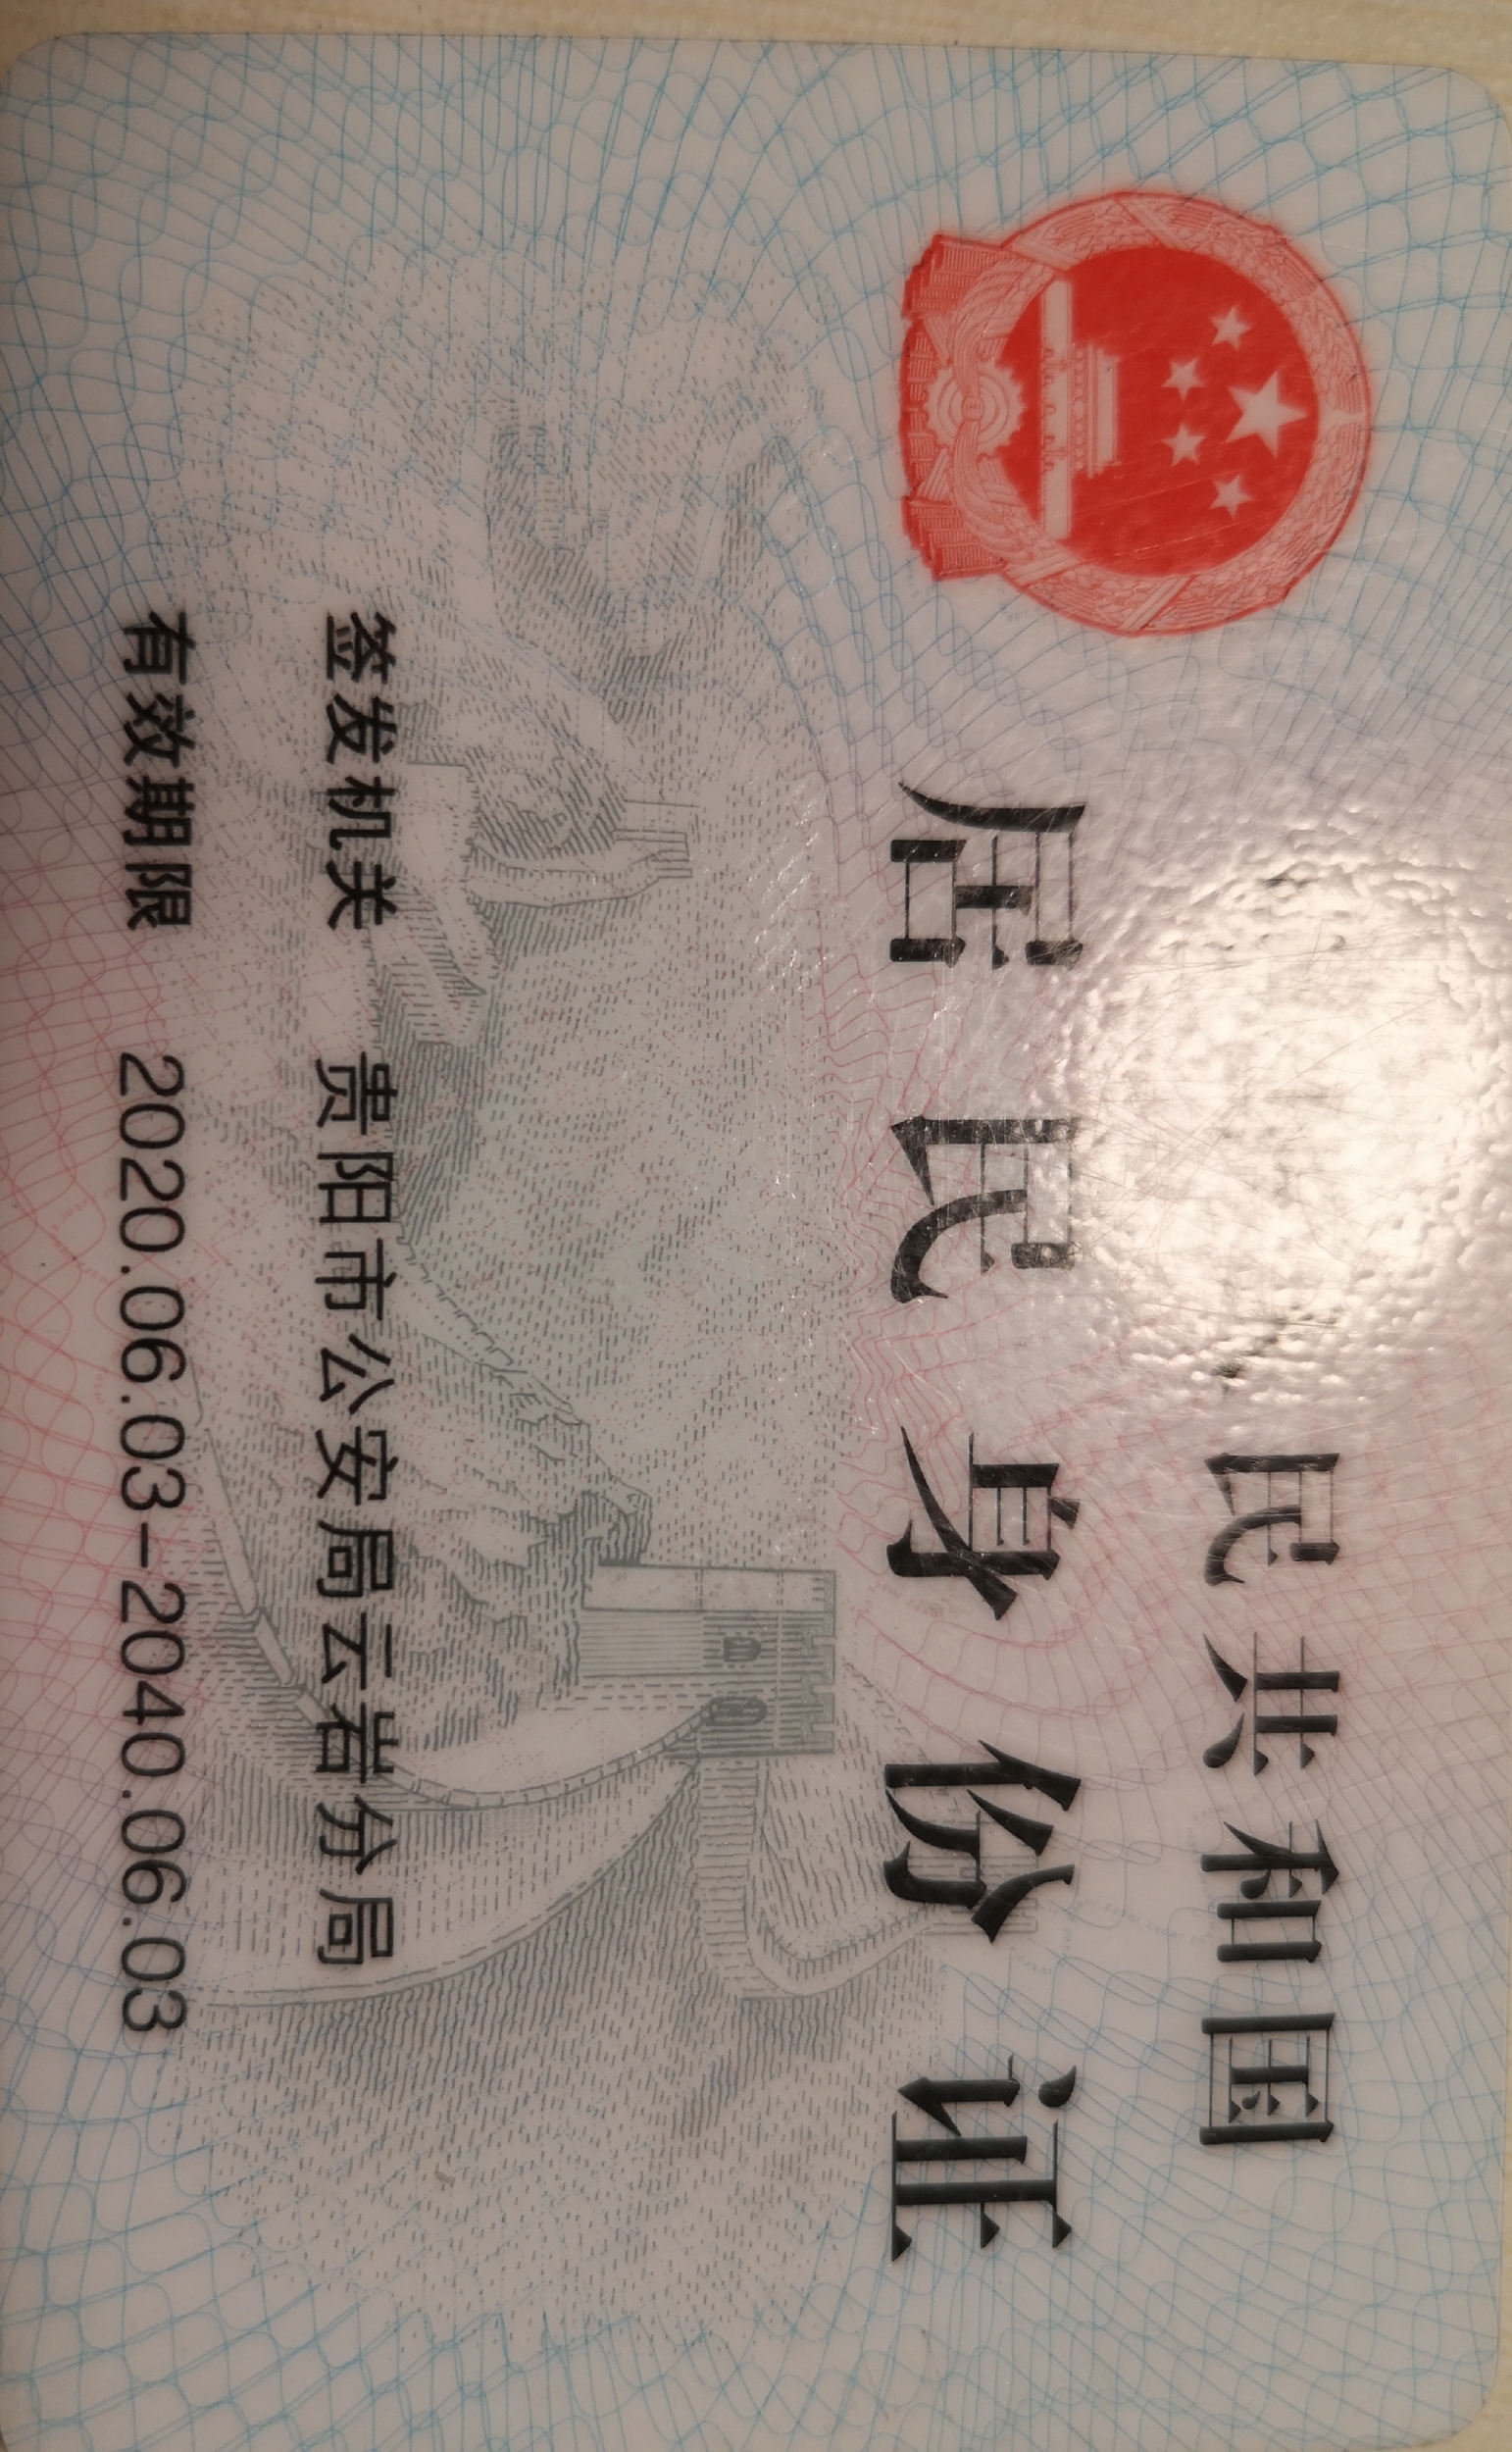 民共和国
居民身份证
签发机关 贵阳市公安局云岩分局
有效期限 2020.06.03-2040.06.03